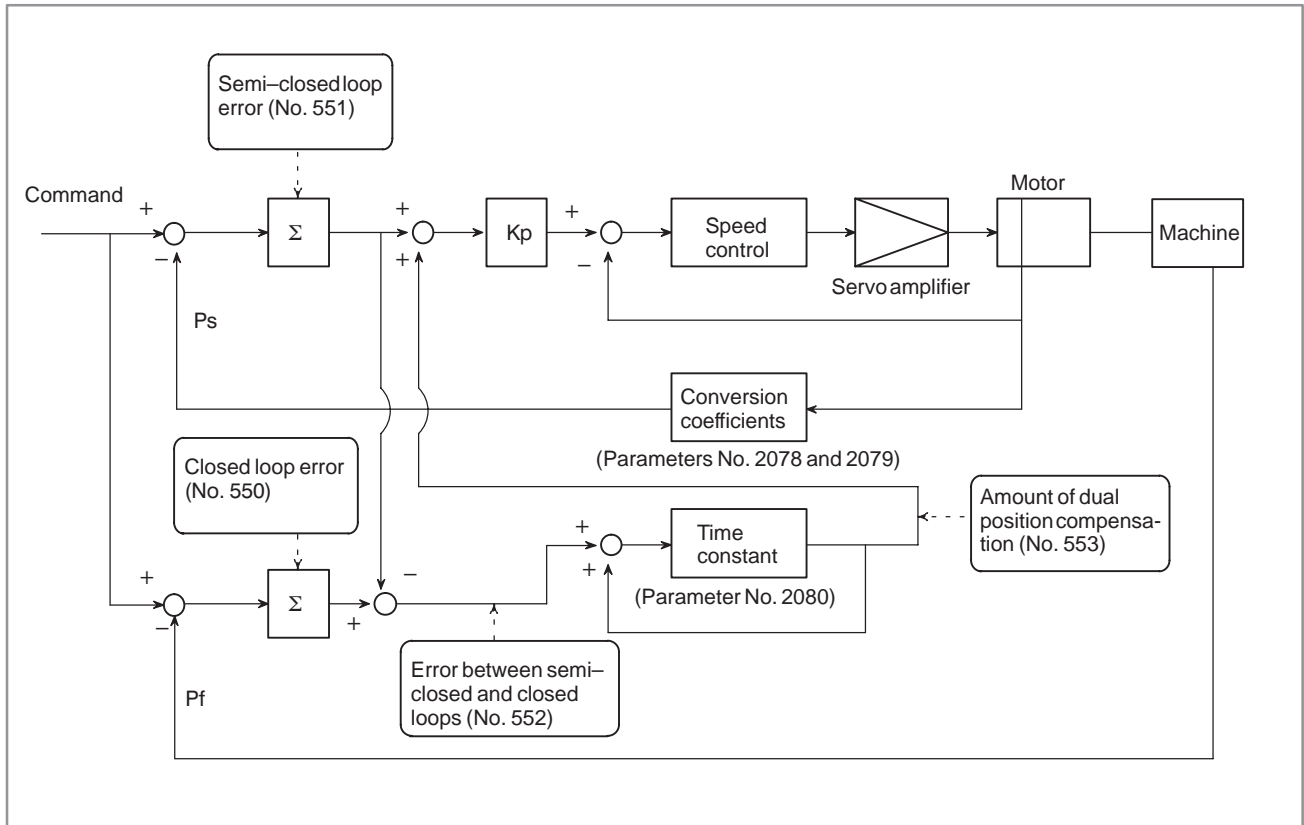 Semi–closed loop
error (No. 551)
Command
+
–
Σ
+
+
Kp
+
–
Speed
control
Servo amplifier
Motor
Machine
Ps
Conversion
coefficients
(Parameters No. 2078 and 2079)
Closed loop error
(No. 550)
Amount of dual
position compensa-
tion (No. 553)
+
–
Σ
+
–
+
+
Time
constant
(Parameter No. 2080)
Error between semi–
closed and closed
loops (No. 552)
Pf